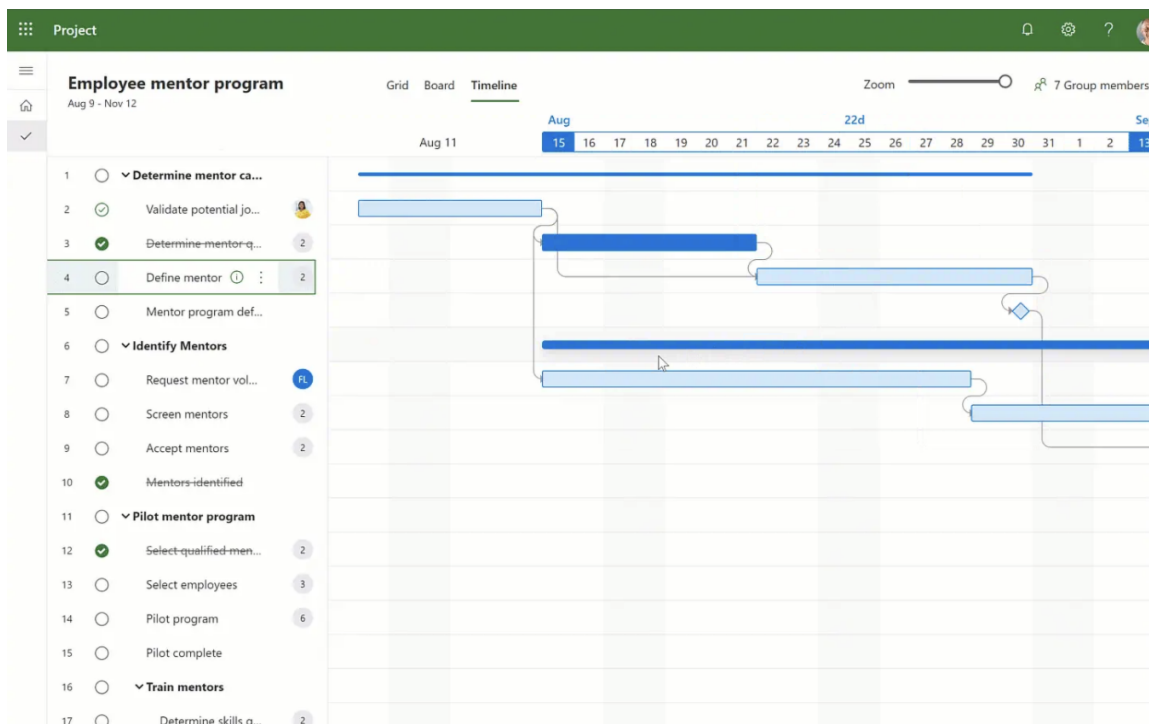 Project
Employee mentor program
Aug 9 - Nov 12
Grid Board Timeline
Zoom
7 Group members
Aug 22d Se
Aug 11 15 16 17 18 19 20 21 22 23 24 25 26 27 28 29 30 31 1 2 13
1 Determine mentor ca...
2 Validate potential jo...
3 Determine mentor q... 2
4 Define mentor 2
5 Mentor program def...
6 Identify Mentors
7 Request mentor vol... FL
8 Screen mentors 2
9 Accept mentors 2
10 Mentors identified
11 Pilot mentor program
12 Select qualified men... 2
13 Select employees 3
14 Pilot program 6
15 Pilot complete
16 Train mentors
17 Determine skills g... 2